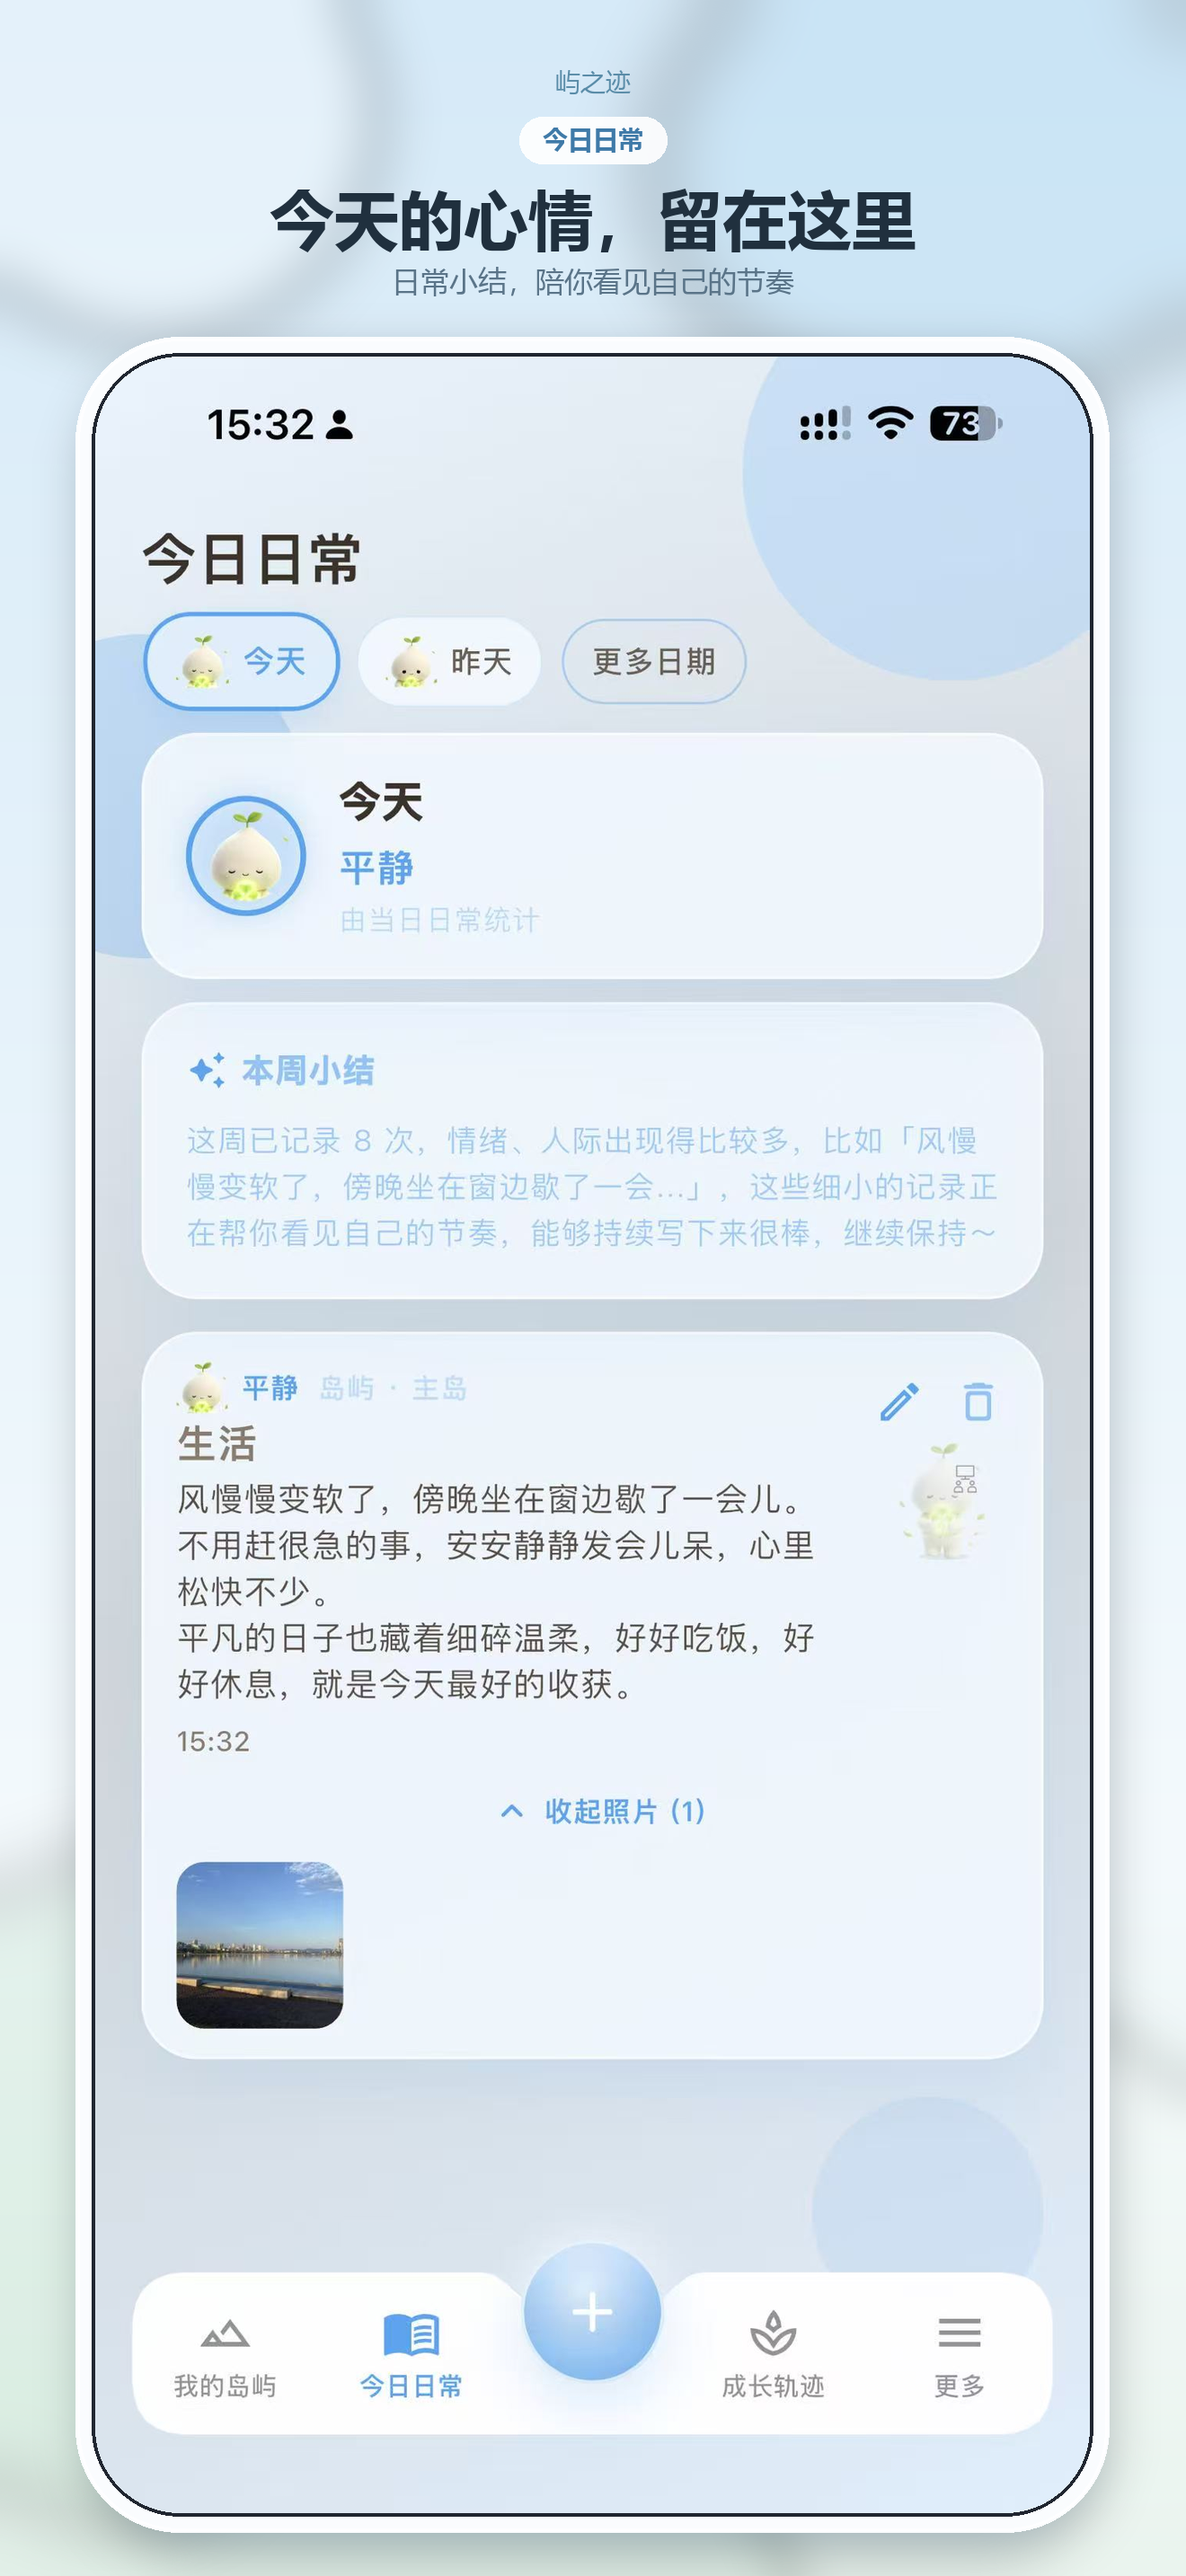 屿之迹
今日日常
今天的心情，留在这里
日常小结，陪你看见自己的节奏
15:32
73
今日日常
今天
昨天
更多日期
今天
平静
由当日日常统计
本周小结
这周已记录 8 次，情绪、人际出现得比较多，比如「风慢
慢变软了，傍晚坐在窗边歇了一会...」，这些细小的记录正
在帮你看见自己的节奏，能够持续写下来很棒，继续保持～
平静 岛屿 · 主岛
生活
风慢慢变软了，傍晚坐在窗边歇了一会儿。
不用赶很急的事，安安静静发会儿呆，心里
松快不少。
平凡的日子也藏着细碎温柔，好好吃饭，好
好休息，就是今天最好的收获。
15:32
收起照片 (1)
我的岛屿
今日日常
成长轨迹
更多